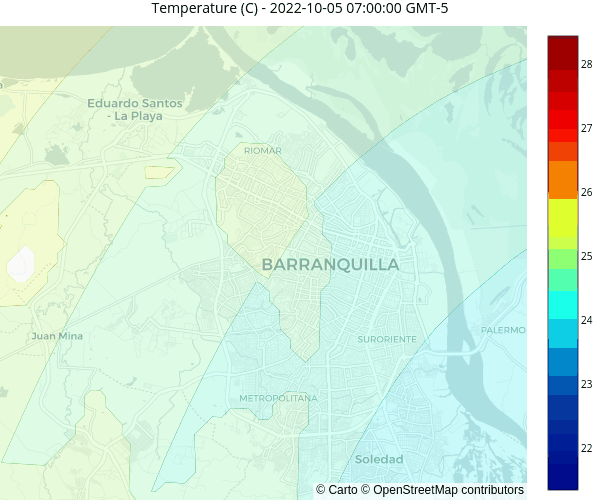 Temperature (C) - 2022-10-05 07:00:00 GMT-5
Eduardo Santos
- La Playa
RIOMAR
BARRANQUILLA
Juan Mina
SURORIENTE
PALERMO
METROPOLITANA
Soledad
28
27
26
25
24
23
22
© Carto © OpenStreetMap contributors